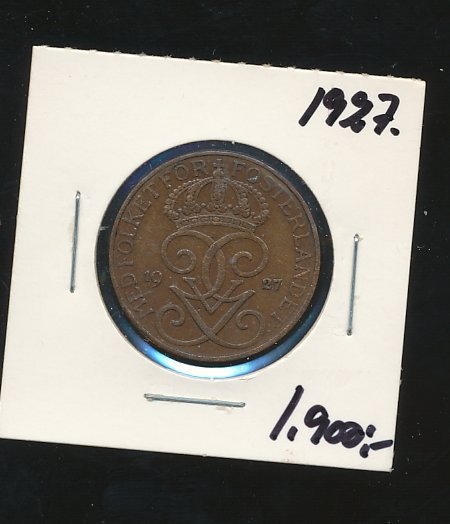 1927.
MED FOLKET FÖR FOSTERLANDET
19 27
1.900:-